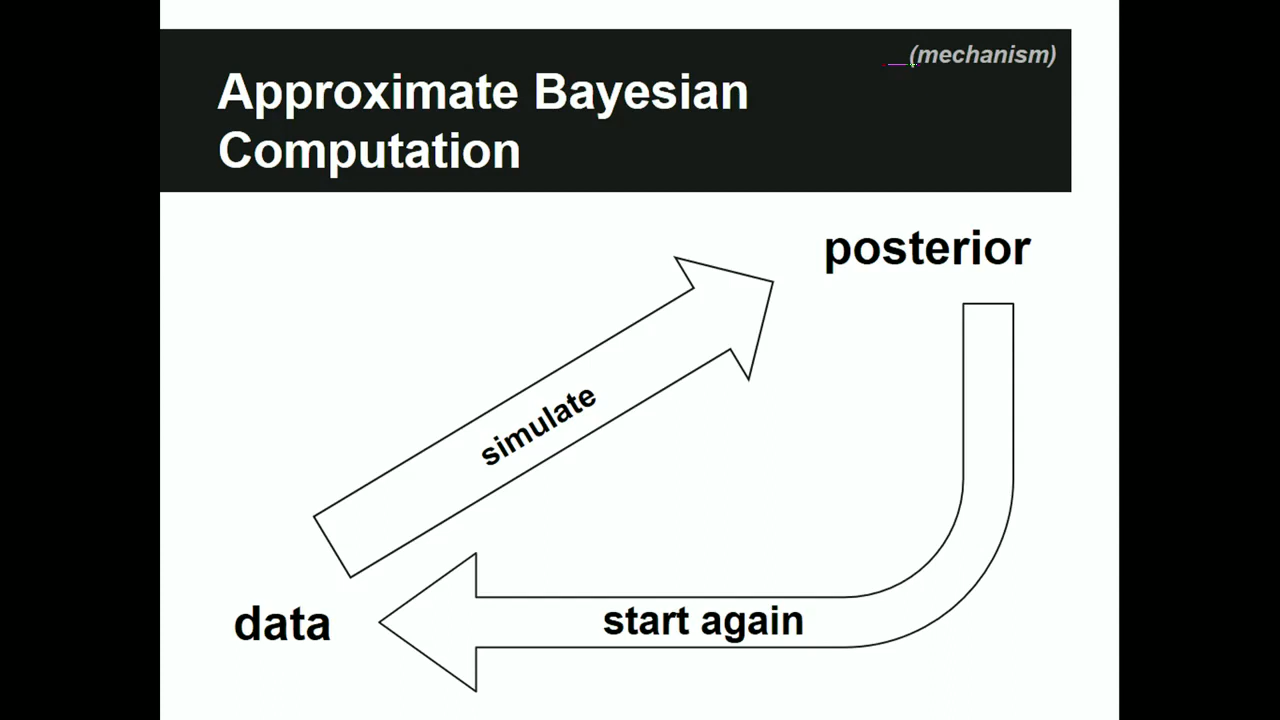 (mechanism)
Approximate Bayesian
Computation
posterior
simulate
data
start again